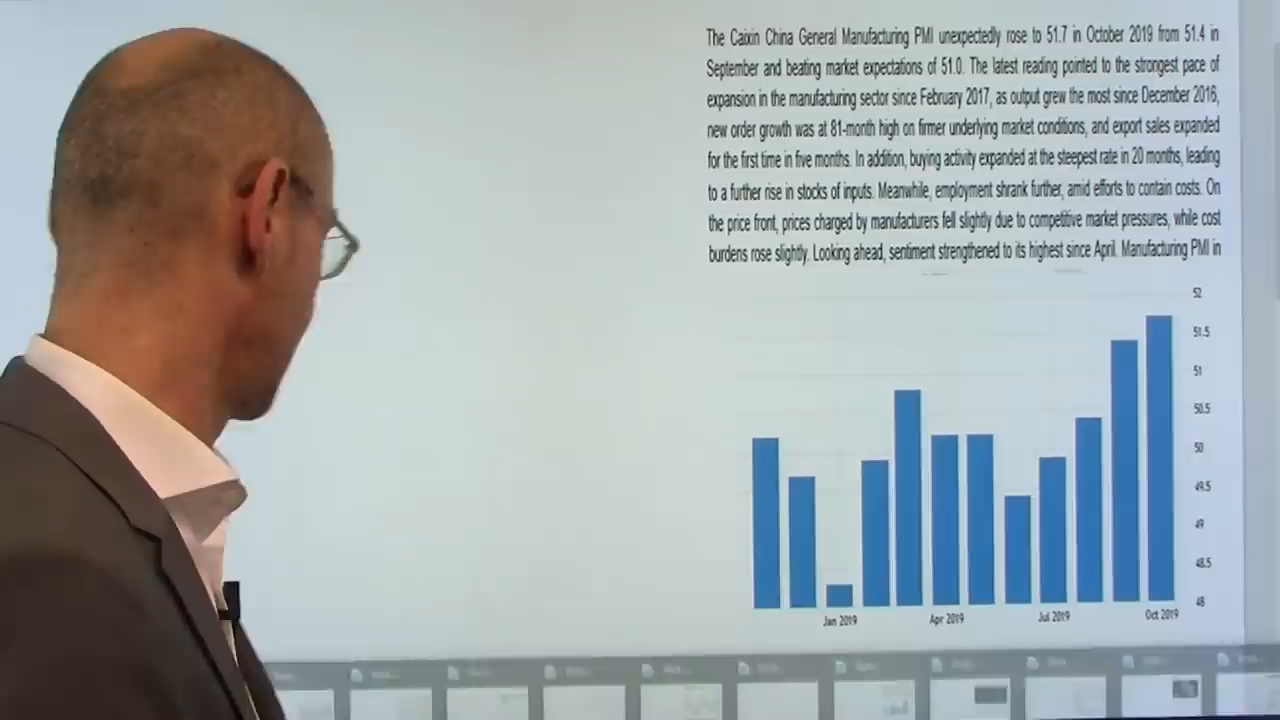 The Caixin China General Manufacturing PMI unexpectedly rose to 51.7 in October 2019 from 51.4 in
September and beating market expectations of 51.0. The latest reading pointed to the strongest pace of
expansion in the manufacturing sector since February 2017, as output grew the most since December 2016,
new order growth was at 81-month high on firmer underlying market conditions, and export sales expanded
for the first time in five months. In addition, buying activity expanded at the steepest rate in 20 months, leading
to a further rise in stocks of inputs. Meanwhile, employment shrank further, amid efforts to contain costs. On
the price front, prices charged by manufacturers fell slightly due to competitive market pressures, while cost
burdens rose slightly. Looking ahead, sentiment strengthened to its highest since April. Manufacturing PMI in
52
51.5
51
50.5
50
49.5
49
48.5
48
Jan 2019
Apr 2019
Jul 2019
Oct 2019